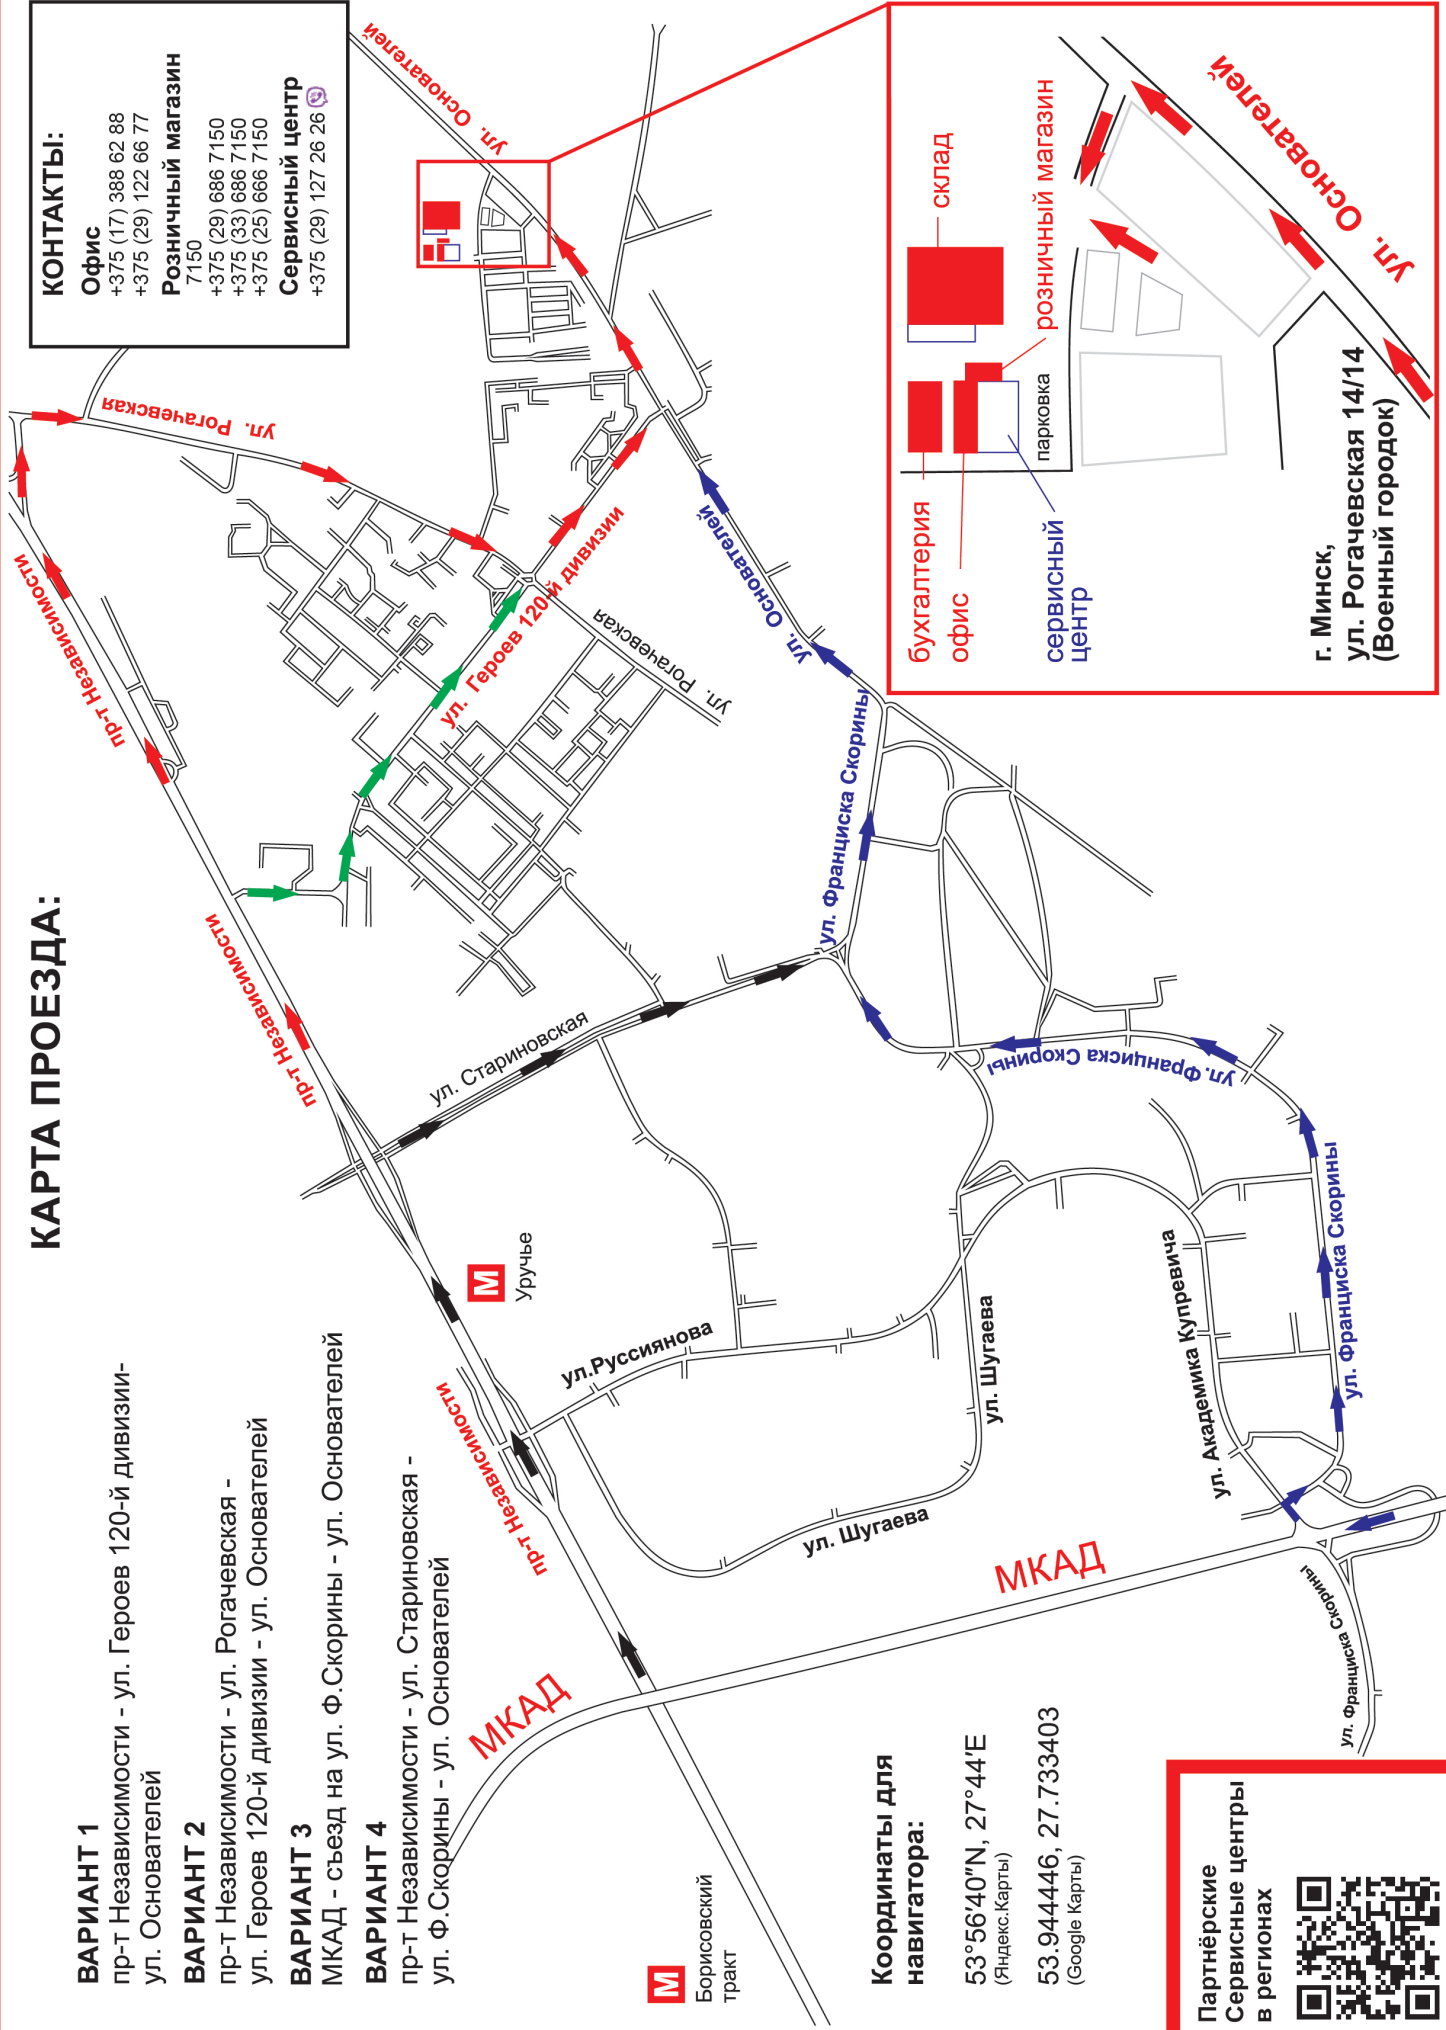 КАРТА ПРОЕЗДА:
ВАРИАНТ 1
пр-т Независимости - ул. Героев 120-й дивизии-
ул. Основателей
ВАРИАНТ 2
пр-т Независимости - ул. Рогачевская -
ул. Героев 120-й дивизии - ул. Основателей
ВАРИАНТ 3
МКАД - съезд на ул. Ф.Скорины - ул. Основателей
ВАРИАНТ 4
пр-т Независимости - ул. Стариновская -
ул. Ф.Скорины - ул. Основателей
КОНТАКТЫ:
Офис
+375 (17) 388 62 88
+375 (29) 122 66 77
Розничный магазин
7150
+375 (29) 686 7150
+375 (33) 686 7150
+375 (25) 666 7150
Сервисный центр
+375 (29) 127 26 26
пр-т Независимости
пр-т Независимости
пр-т Независимости
ул. Рогачевская
ул. Основателей
ул. Героев 120-й дивизии
ул. Рогачевская
ул. Основателей
ул. Стариновская
М
Уручье
ул.Руссиянова
ул. Франциска Скорины
ул.Франциска Скорины
ул. Шугаева
ул. Шугаева
ул. Академика Купревича
ул. Франциска Скорины
ул. Франциска Скорины
МКАД
МКАД
М
Борисовский
тракт
Координаты для
навигатора:
53°56'40"N, 27°44'E
(Яндекс.Карты)
53.944446, 27.733403
(Google Карты)
Партнёрские
Сервисные центры
в регионах
бухгалтерия
офис
сервисный
центр
склад
розничный магазин
парковка
ул. Основателей
г. Минск,
ул. Рогачевская 14/14
(Военный городок)